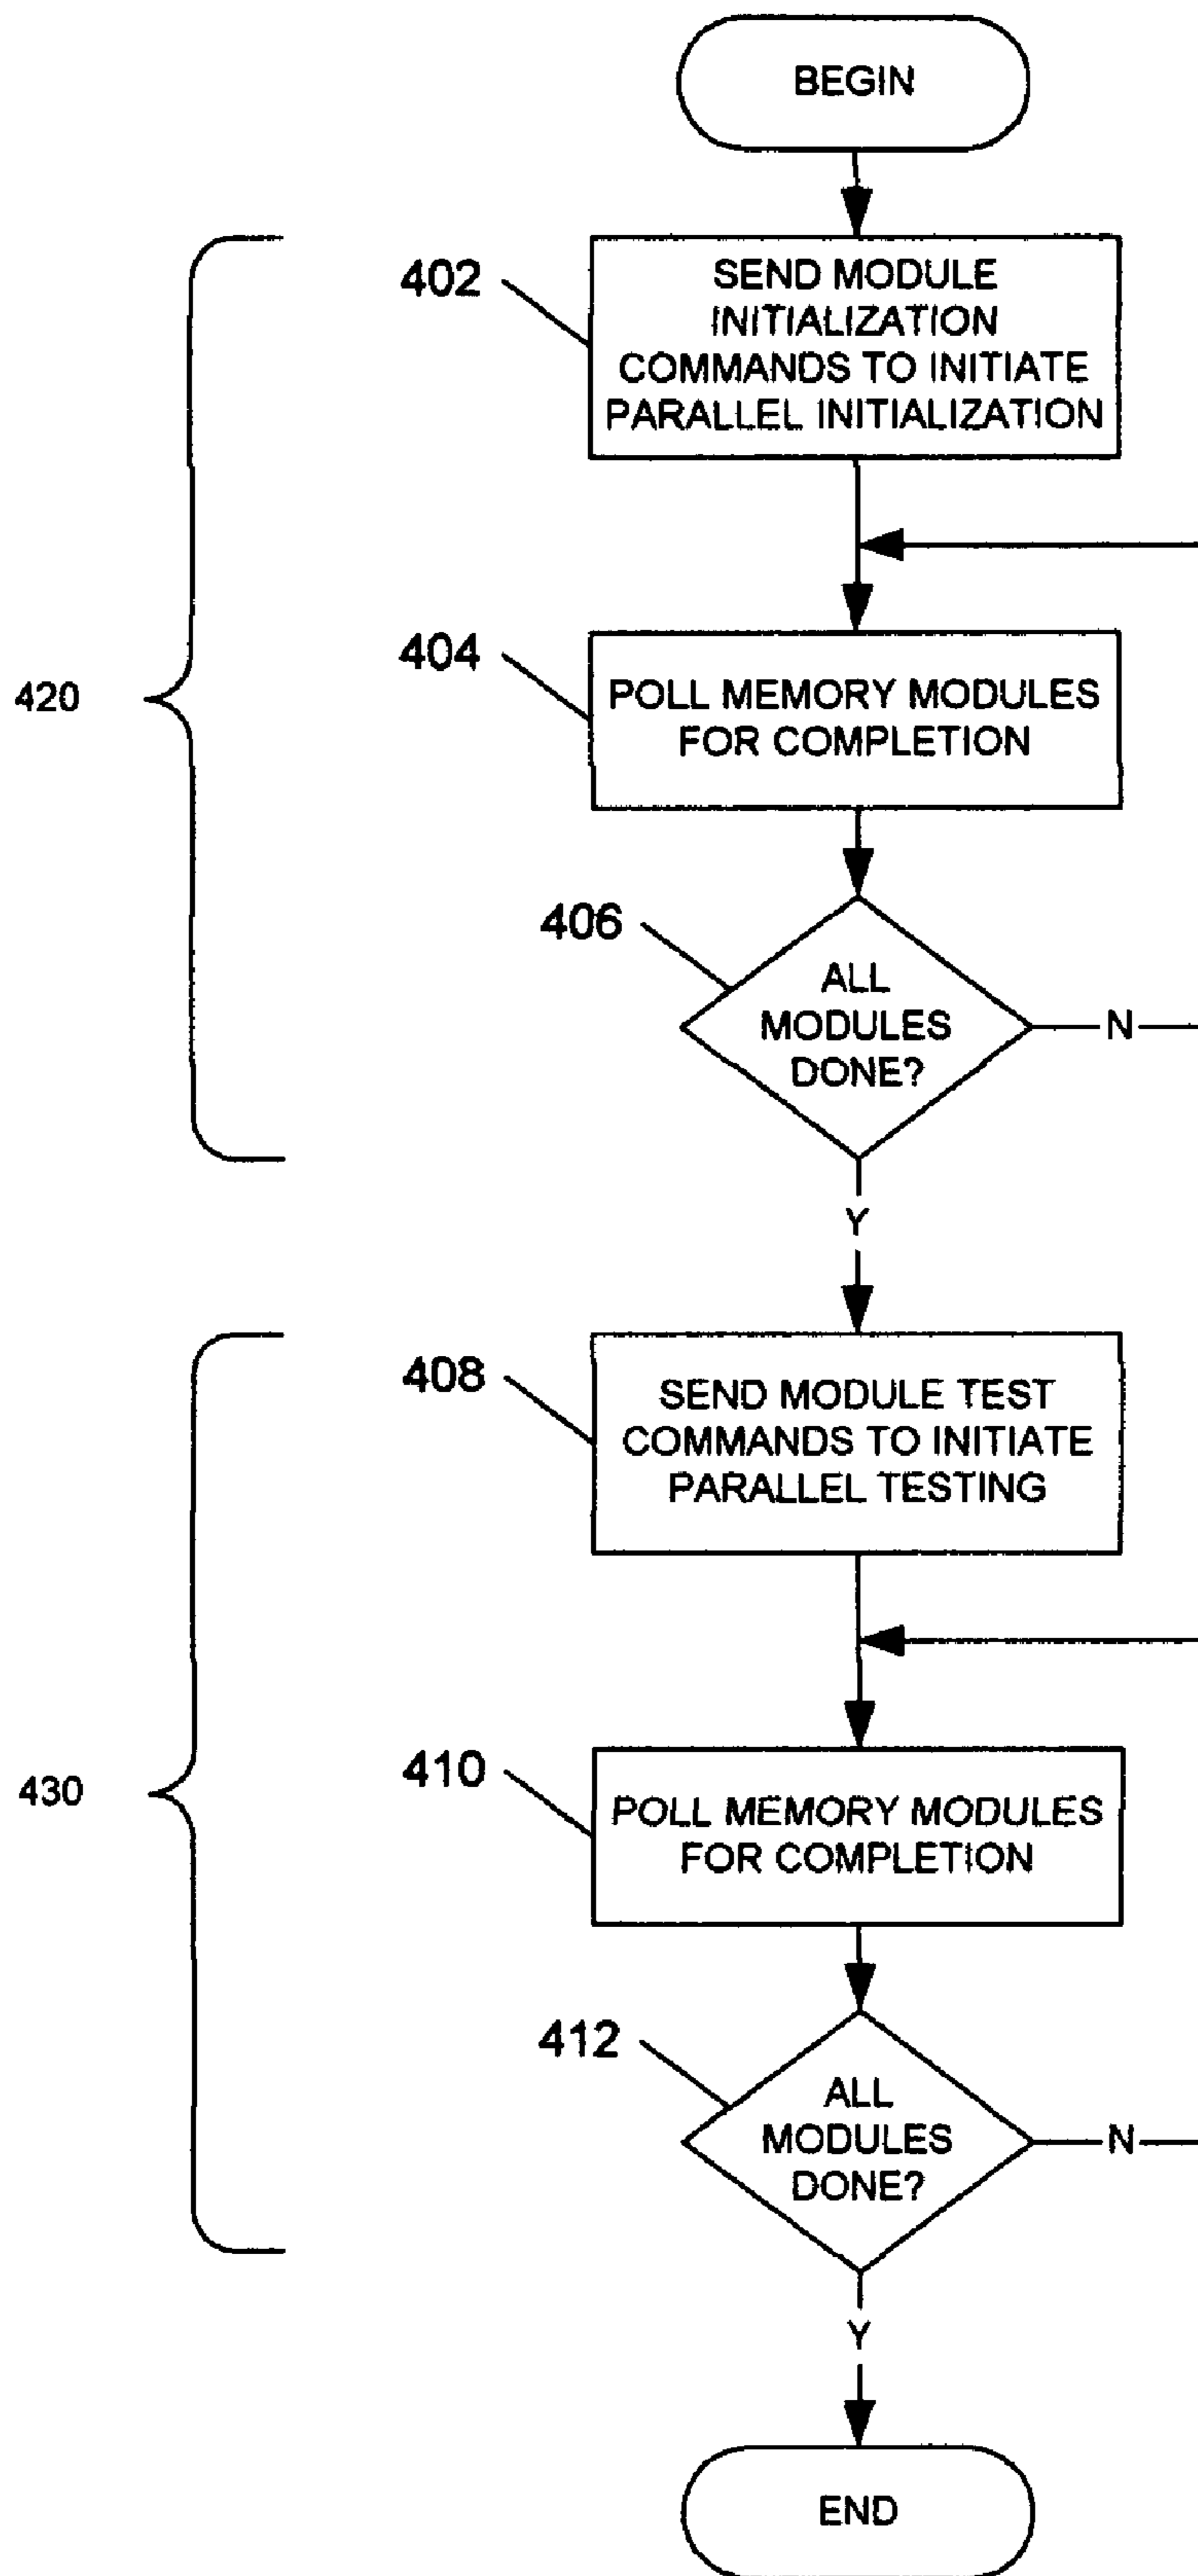 BEGIN
402
SEND MODULE
INITIALIZATION
COMMANDS TO INITIATE
PARALLEL INITIALIZATION
420
404
POLL MEMORY MODULES
FOR COMPLETION
406
ALL
MODULES
DONE?
N
Y
408
SEND MODULE TEST
COMMANDS TO INITIATE
PARALLEL TESTING
430
410
POLL MEMORY MODULES
FOR COMPLETION
412
ALL
MODULES
DONE?
N
Y
END